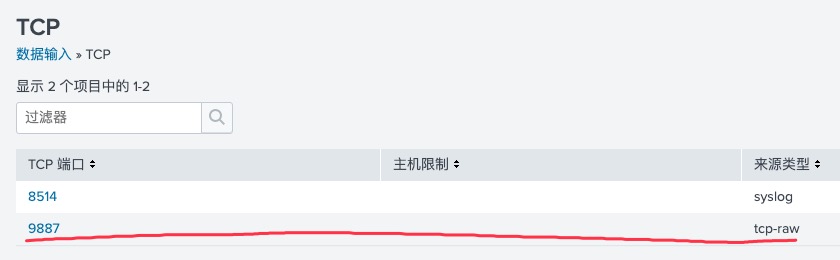 TCP
数据输入 » TCP
显示 2 个项目中的 1-2
过滤器
TCP 端口 主机限制 来源类型
8514 syslog
9887 tcp-raw